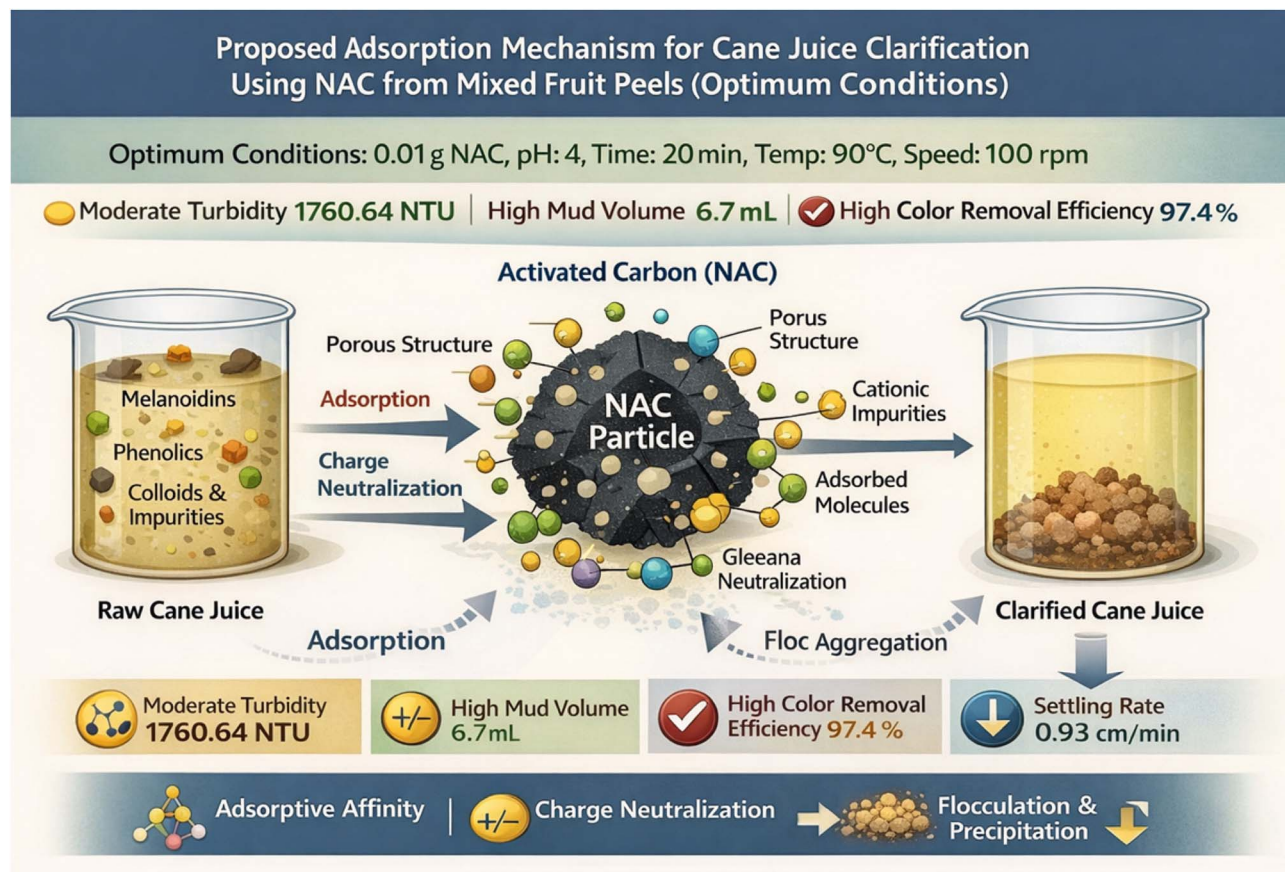 Proposed Adsorption Mechanism for Cane Juice Clarification
Using NAC from Mixed Fruit Peels (Optimum Conditions)
Optimum Conditions: 0.01 g NAC, pH: 4, Time: 20 min, Temp: 90°C, Speed: 100 rpm
Moderate Turbidity 1760.64 NTU | High Mud Volume 6.7 mL | High Color Removal Efficiency 97.4%
Activated Carbon (NAC)
Melanoidins
Phenolics
Colloids &
Impurities
Raw Cane Juice
Porous Structure
Adsorption
Charge
Neutralization
NAC
Particle
Porus
Structure
Cationic
Impurities
Adsorbed
Molecules
Gleeana
Neutralization
Clarified Cane Juice
Adsorption
Floc Aggregation
Moderate Turbidity
1760.64 NTU
+/-
High Mud Volume
6.7mL
High Color Removal
Efficiency 97.4 %
Settling Rate
0.93 cm/min
Adsorptive Affinity |
+/-
Charge Neutralization
Flocculation &
Precipitation